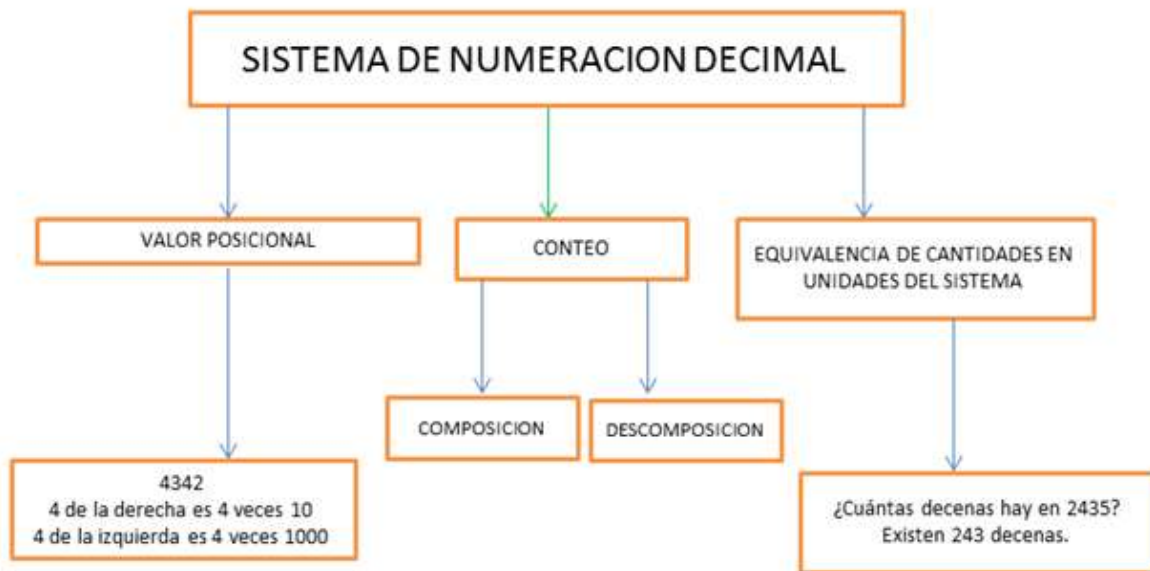 SISTEMA DE NUMERACION DECIMAL
VALOR POSICIONAL
CONTEO
EQUIVALENCIA DE CANTIDADES EN
UNIDADES DEL SISTEMA
COMPOSICION
DESCOMPOSICION
4342
4 de la derecha es 4 veces 10
4 de la izquierda es 4 veces 1000
¿Cuántas decenas hay en 2435?
Existen 243 decenas.